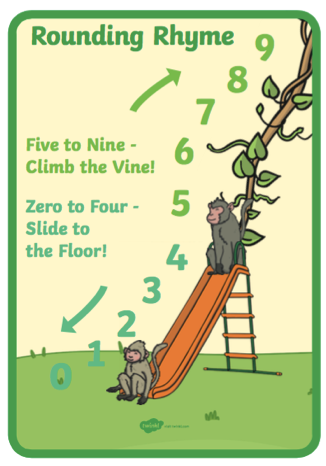 Rounding Rhyme
9
8
7
Five to Nine -
Climb the Vine!
6
Zero to Four -
Slide to
the Floor!
5
4
3
2
1
0
twinkl